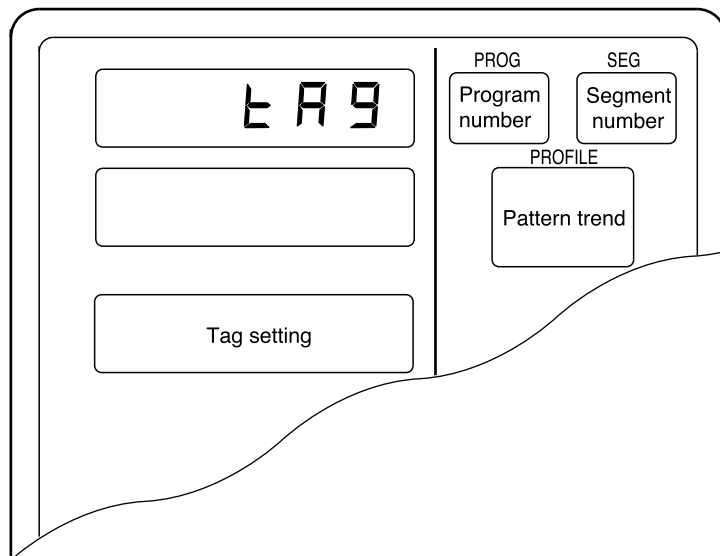 tAg
PROG
Program
number
SEG
Segment
number
PROFILE
Pattern trend
Tag setting